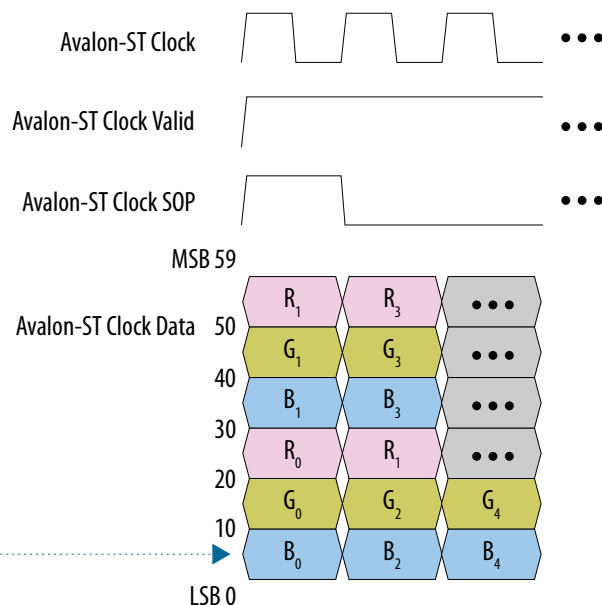 Avalon-ST Clock •••
Avalon-ST Clock Valid •••
Avalon-ST Clock SOP •••
MSB 59
R₁ R₃ •••
Avalon-ST Clock Data 50
G₁ G₃ •••
40
B₁ B₃ •••
30
R₀ R₁ •••
20
G₀ G₂ G₄
10
B₀ B₂ B₄
LSB 0